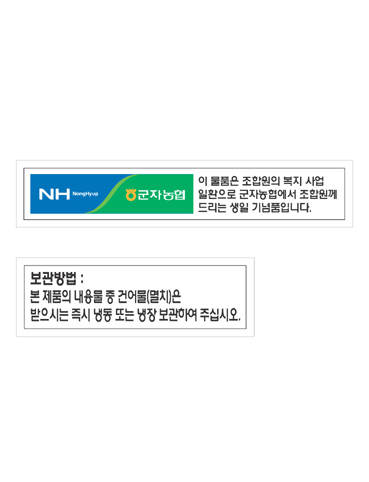 NH NongHyup 군자농협
이 물품은 조합원의 복지 사업
일환으로 군자농협에서 조합원께
드리는 생일 기념품입니다.
보관방법 :
본 제품의 내용물 중 건어물(멸치)은
받으시는 즉시 냉동 또는 냉장 보관하여 주십시오.